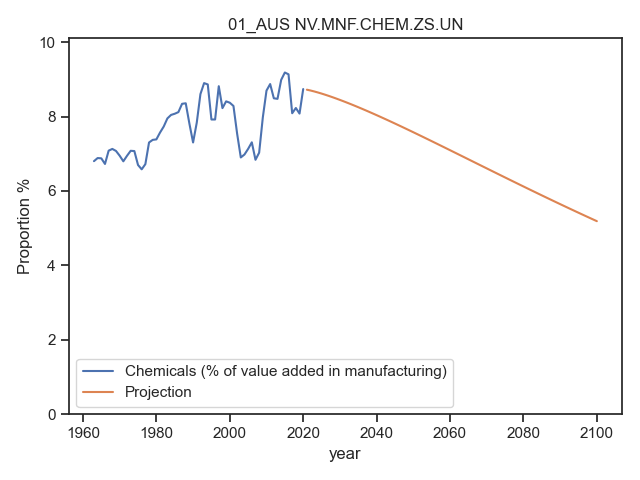 01_AUS NV.MNF.CHEM.ZS.UN
10
8
6
4
2
0
Proportion %
Chemicals (% of value added in manufacturing)
Projection
1960 1980 2000 2020 2040 2060 2080 2100
year